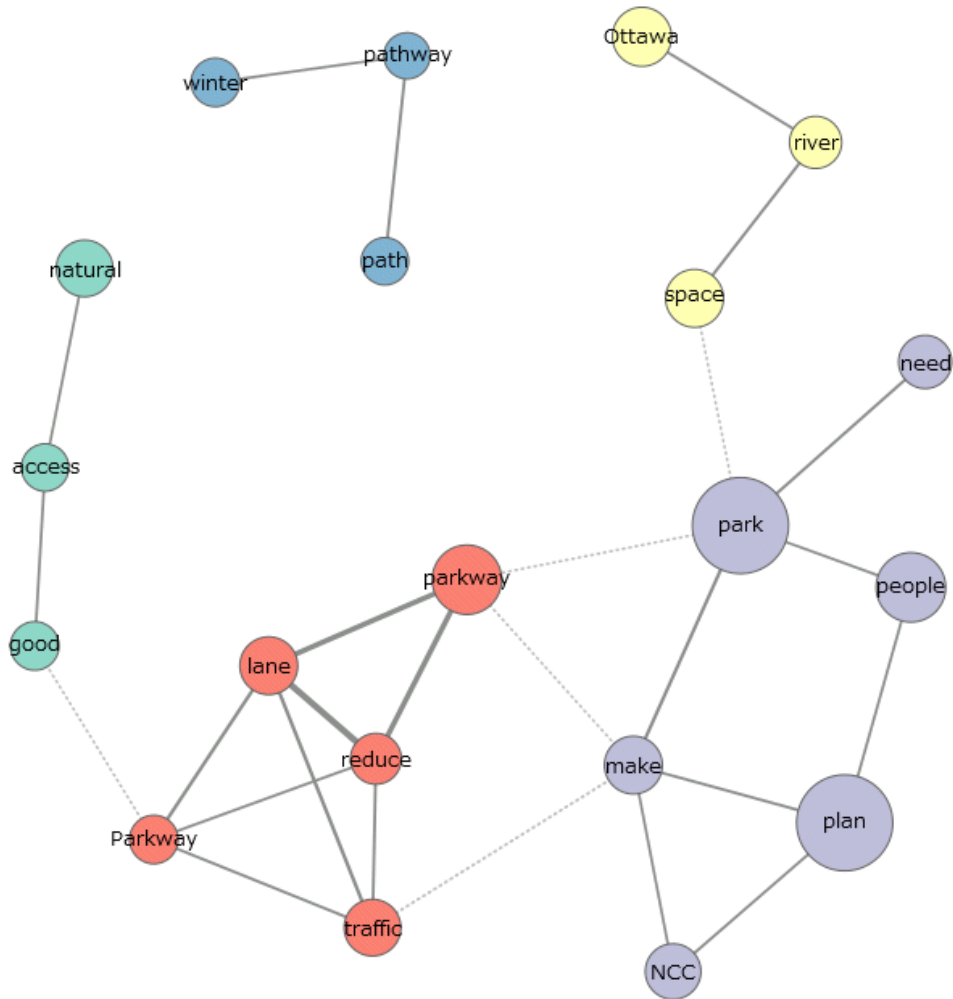 Ottawa
pathway
winter
river
path
natural
space
need
access
park
parkway
people
good
lane
reduce
make
plan
Parkway
traffic
NCC